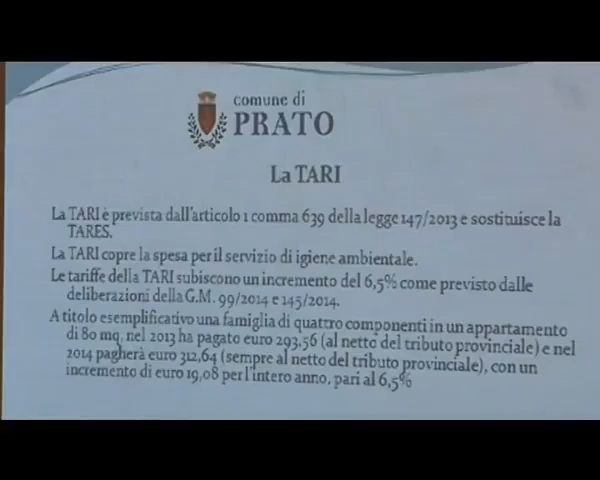 comune di
PRATO
La TARI
La TARI è prevista dall'articolo 1 comma 639 della legge 147/2013 e sostituisce la
TARES.
La TARI copre la spesa per il servizio di igiene ambientale.
Le tariffe della TARI subiscono un incremento del 6,5% come previsto dalle
deliberazioni della G.M. 99/2014 e 145/2014.
A titolo esemplificativo una famiglia di quattro componenti in un appartamento
di 80 mq, nel 2013 ha pagato euro 293,56 (al netto del tributo provinciale) e nel
2014 pagherà euro 312,64 (sempre al netto del tributo provinciale), con un
incremento di euro 19,08 per l'intero anno, pari al 6,5%